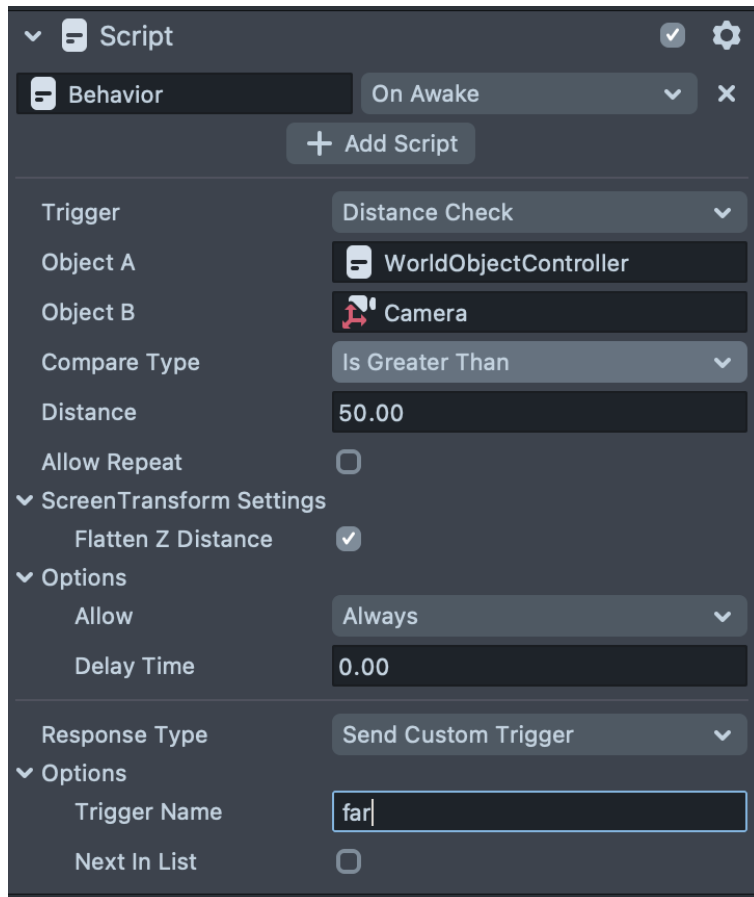 Script
Behavior On Awake
+ Add Script
Trigger Distance Check
Object A WorldObjectController
Object B Camera
Compare Type Is Greater Than
Distance 50.00
Allow Repeat
ScreenTransform Settings
Flatten Z Distance
Options
Allow Always
Delay Time 0.00
Response Type Send Custom Trigger
Options
Trigger Name far
Next In List